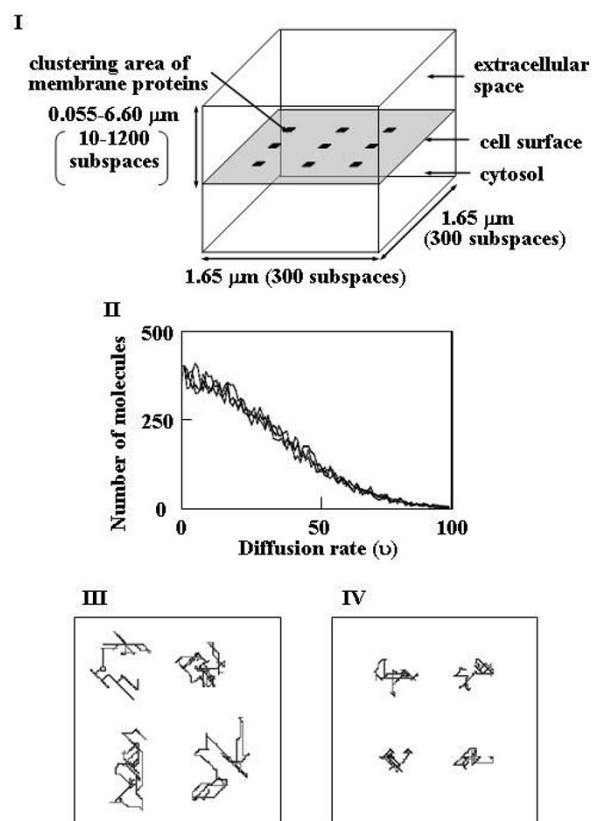 I
clustering area of
membrane proteins
0.055-6.60 μm
10-1200
subspaces
extracellular
space
cell surface
cytosol
1.65 μm
(300 subspaces)
1.65 μm (300 subspaces)
II
Number of molecules
500
250
0
0 50 100
Diffusion rate (υ)
III IV